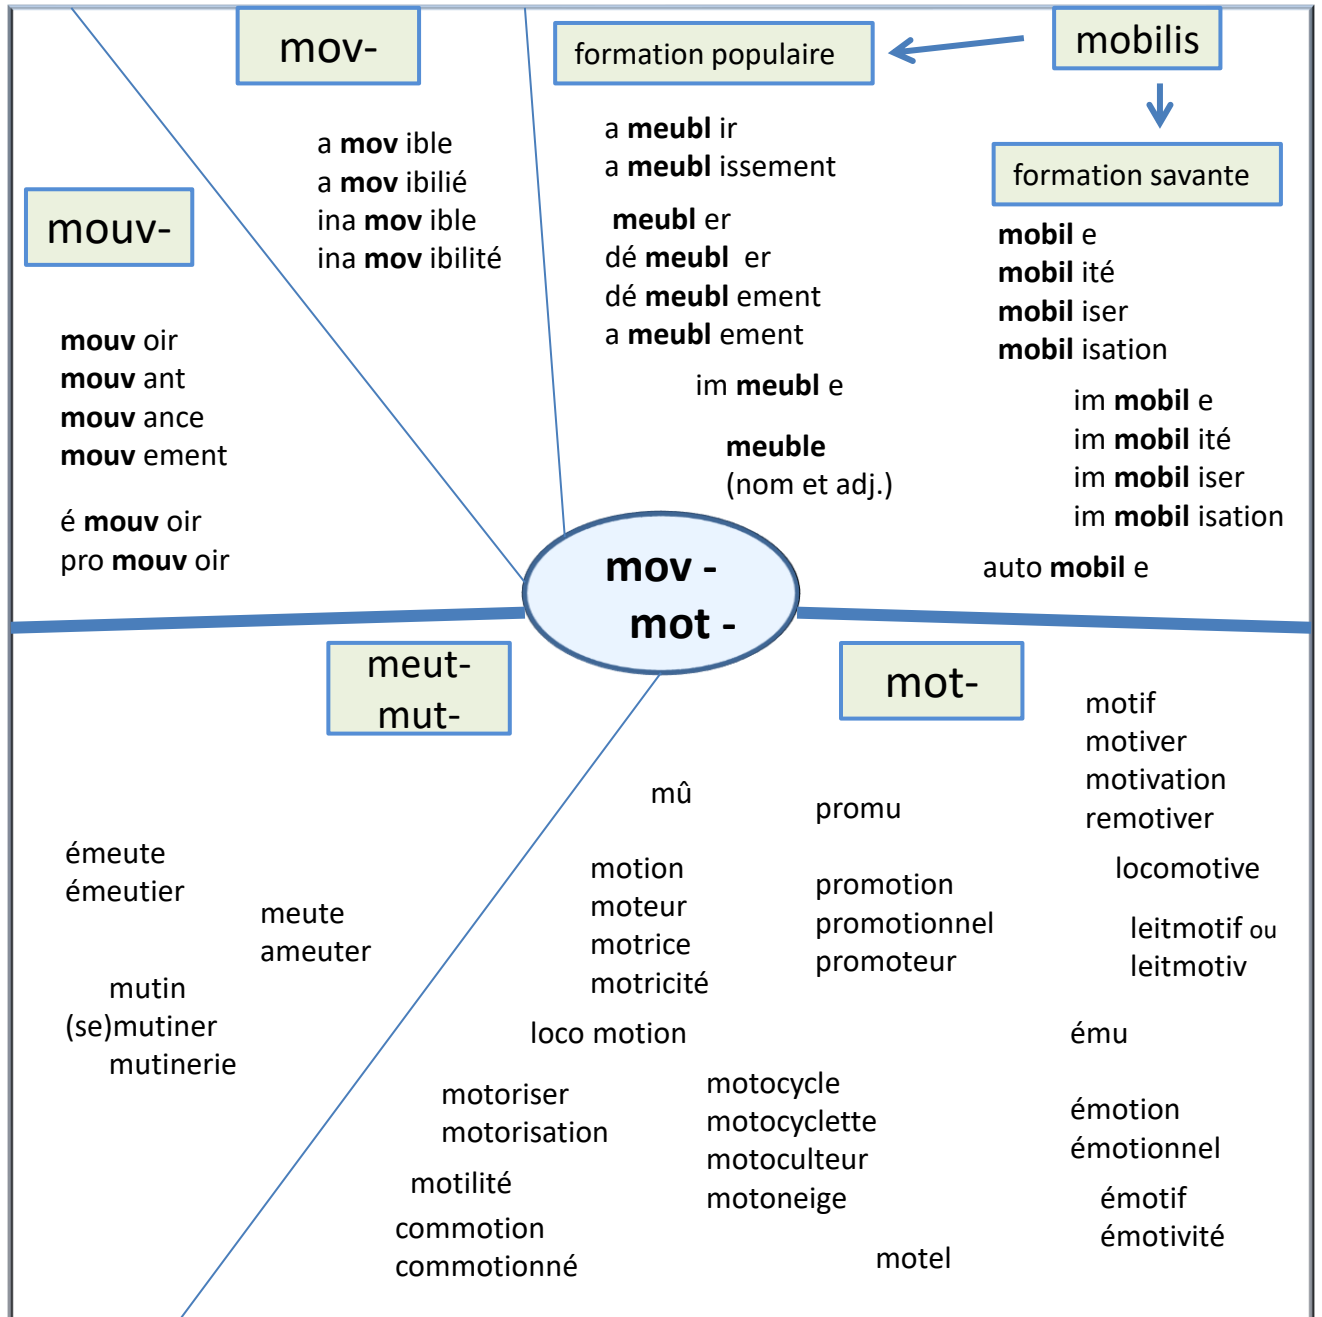 mov-
a mov ible
a mov ibilié
ina mov ible
ina mov ibilité
mouv-
mouv oir
mouv ant
mouv ance
mouv ement
é mouv oir
pro mouv oir
mobilis
formation populaire
a meubl ir
a meubl issement
meubl er
dé meubl er
dé meubl ement
a meubl ement
im meubl e
meuble
(nom et adj.)
formation savante
mobil e
mobil ité
mobil iser
mobil isation
im mobil e
im mobil ité
im mobil iser
im mobil isation
auto mobil e
mov -
mot -
meut-
mut-
émeute
émeutier
meute
ameuter
mutin
(se)mutiner
mutinerie
mot-
mû
promu
motif
motiver
motivation
remotiver
motion
moteur
motrice
motricité
promotion
promotionnel
promoteur
locomotive
leitmotif ou
leitmotiv
loco motion
ému
motoriser
motorisation
motocycle
motocyclette
motoculteur
motoneige
émotion
émotionnel
émotif
émotivité
motilité
commotion
commotionné
motel